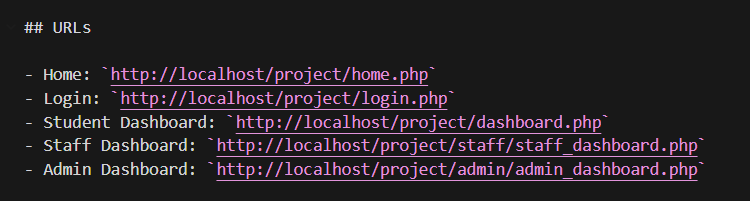 ## URLs
- Home: `http://localhost/project/home.php`
- Login: `http://localhost/project/login.php`
- Student Dashboard: `http://localhost/project/dashboard.php`
- Staff Dashboard: `http://localhost/project/staff/staff_dashboard.php`
- Admin Dashboard: `http://localhost/project/admin/admin_dashboard.php`